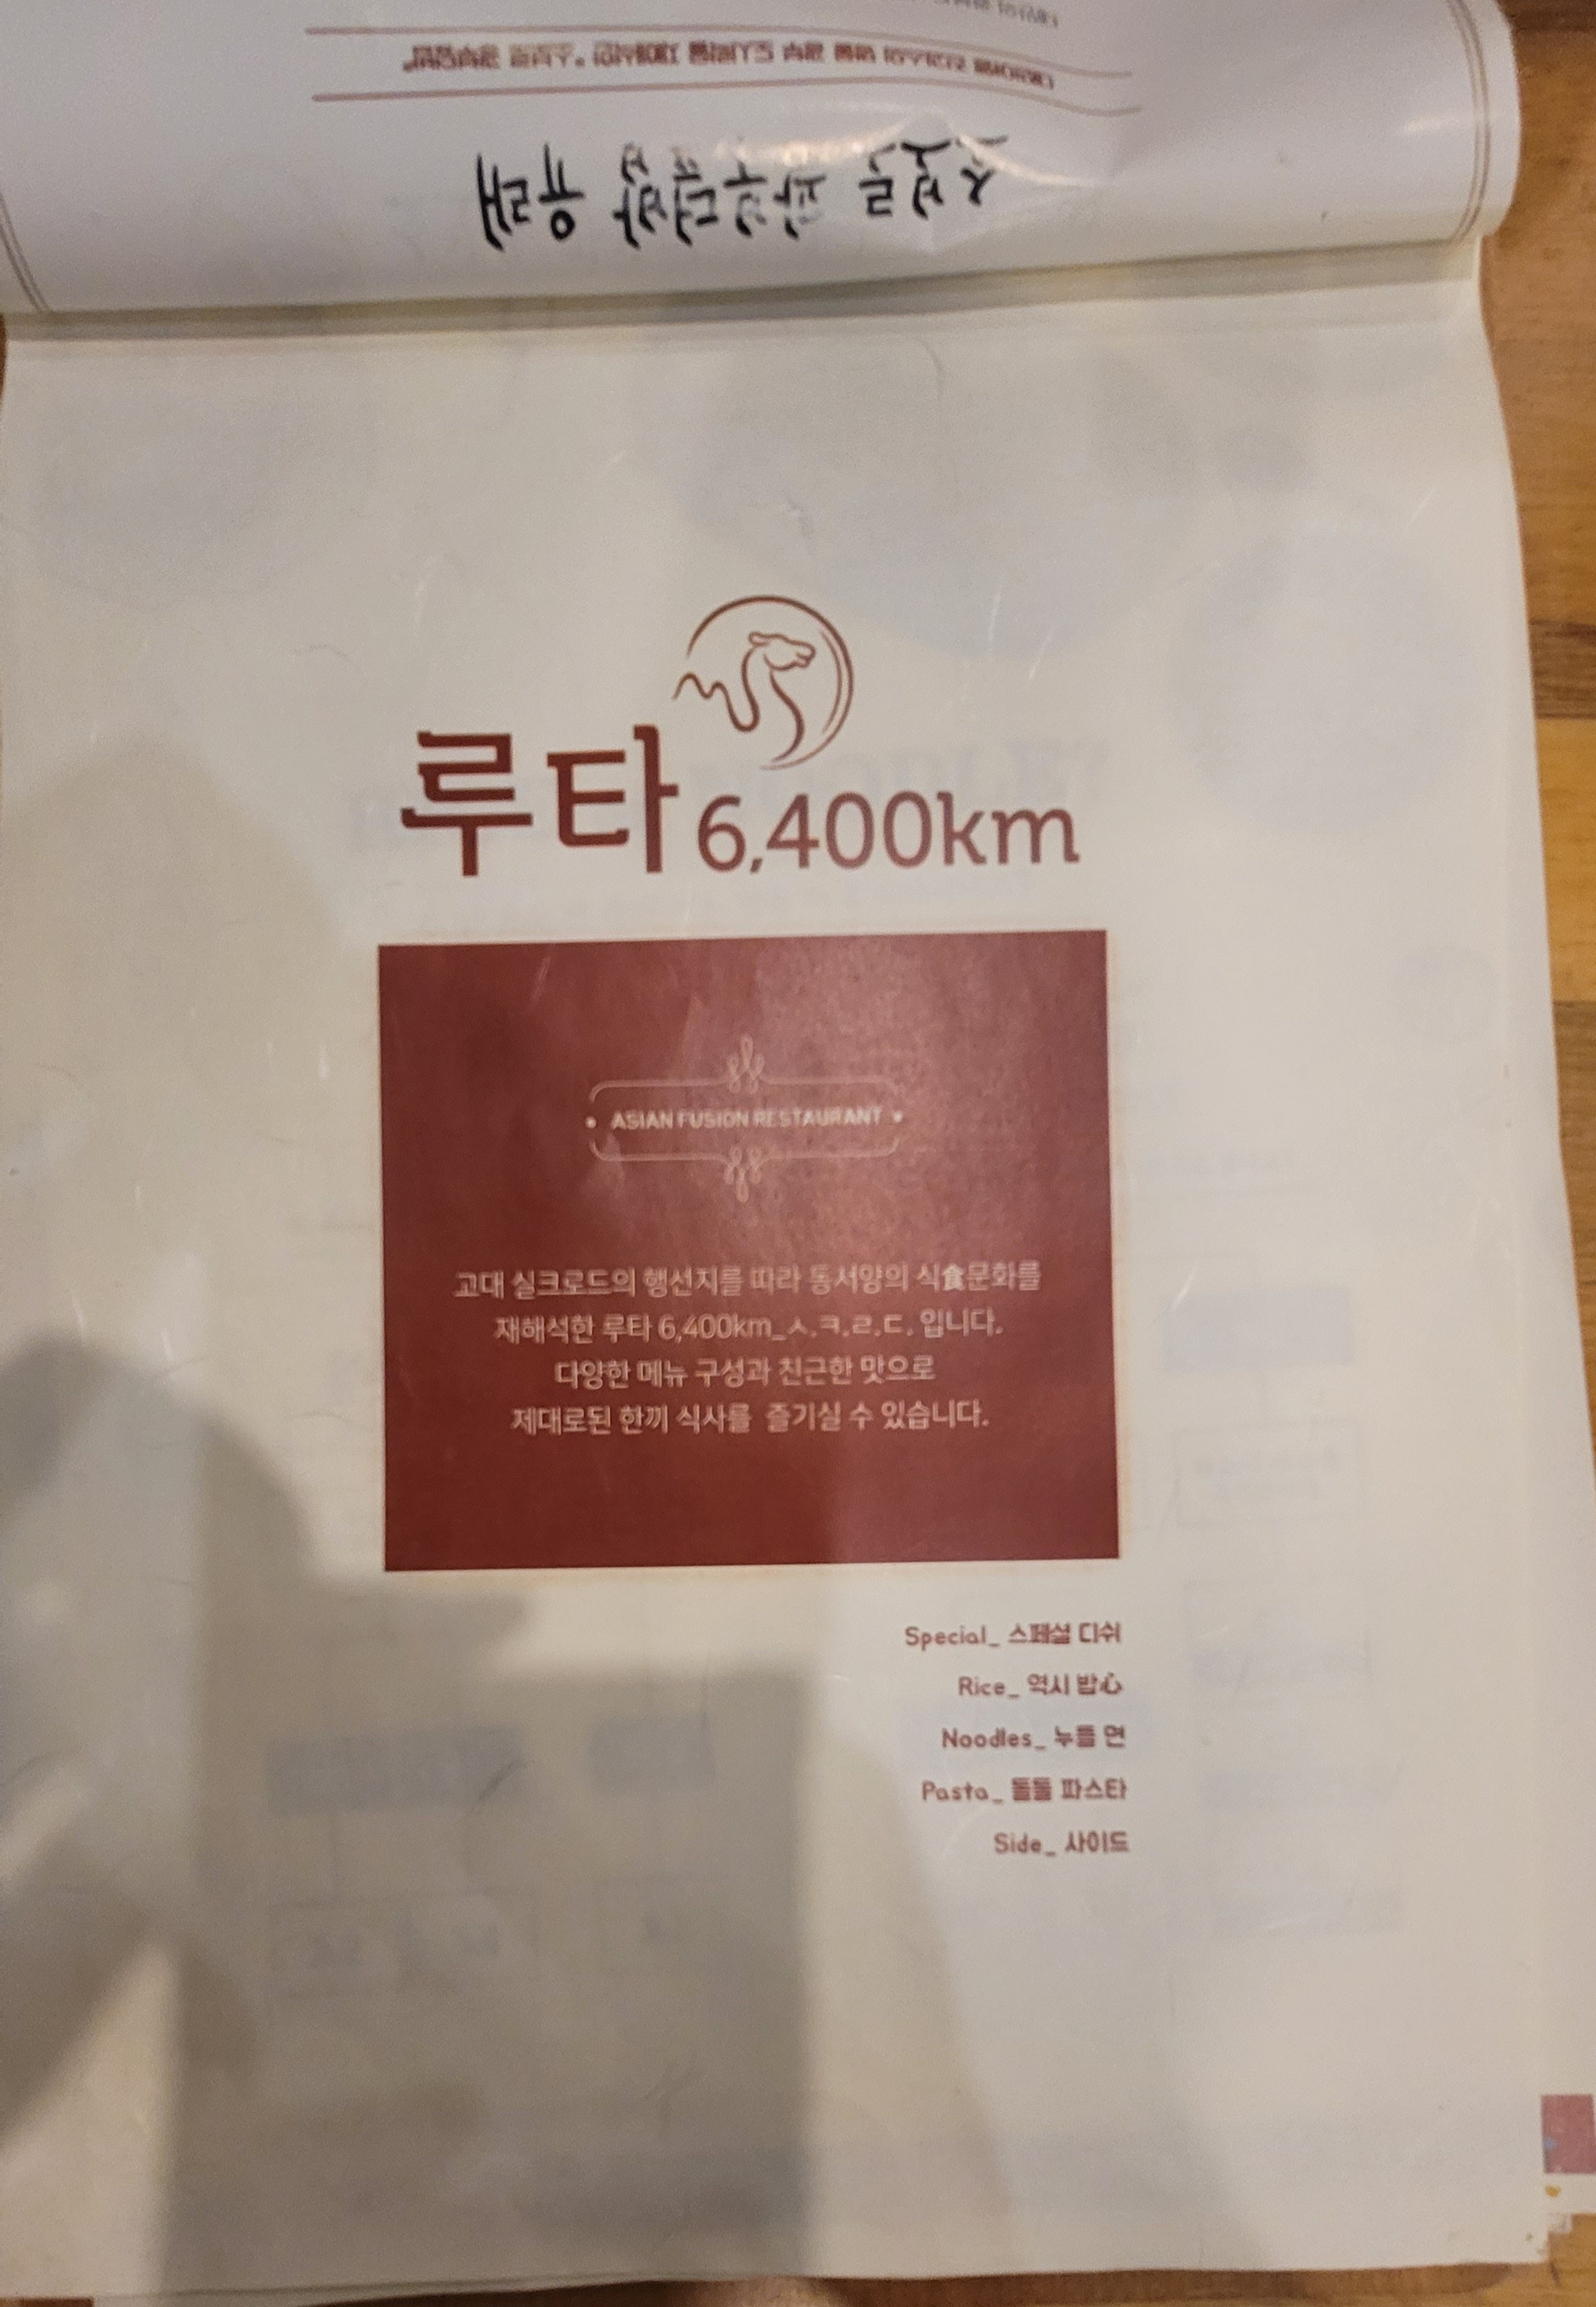 루타 6,400km
ASIAN FUSION RESTAURANT
고대 실크로드의 행선지를 따라 동서양의 식食문화를
재해석한 루타 6,400km_ㅅ.ㅋ.ㄹ.ㄷ. 입니다.
다양한 메뉴 구성과 친근한 맛으로
제대로된 한끼 식사를 즐기실 수 있습니다.
Special_ 스페셜 디쉬
Rice_ 역시 밥心
Noodles_ 누들 면
Pasta_ 돌돌 파스타
Side_ 사이드